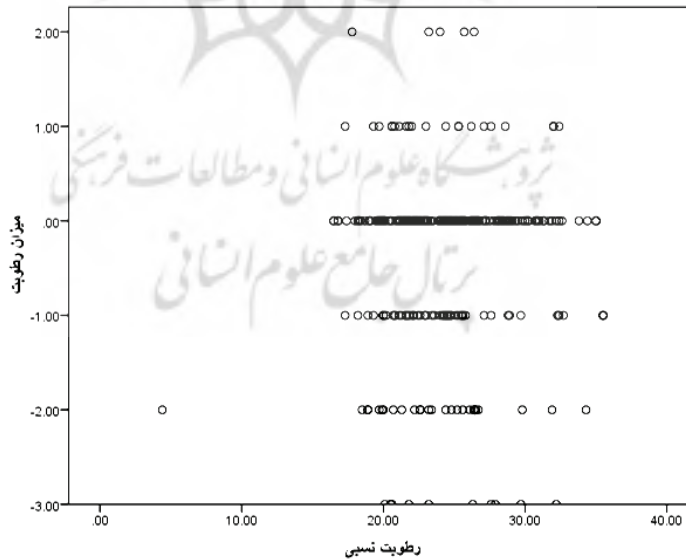 2.00
1.00
.00
-1.00
-2.00
-3.00
میزان رطوبت
پژوهشگاه علوم انسانی و مطالعات فرهنگی
پرتال جامع علوم انسانی
.00 10.00 20.00 30.00 40.00
رطوبت نسبی